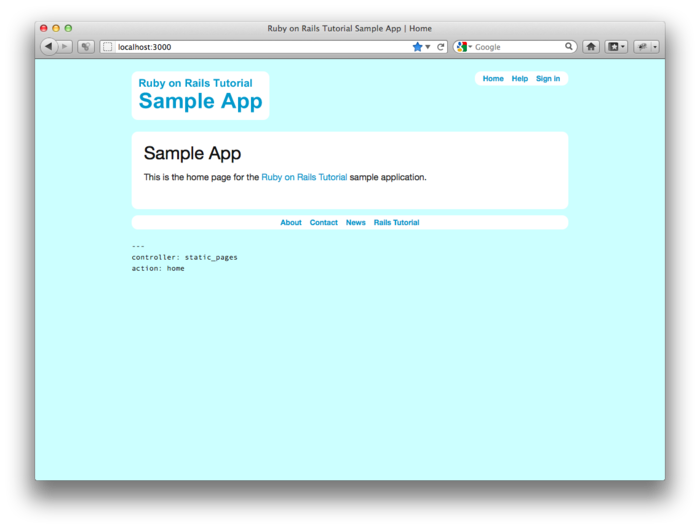 Ruby on Rails Tutorial Sample App | Home
localhost:3000
Google
Ruby on Rails Tutorial
Sample App
Home Help Sign in
Sample App
This is the home page for the Ruby on Rails Tutorial sample application.
About Contact News Rails Tutorial
---
controller: static_pages
action: home